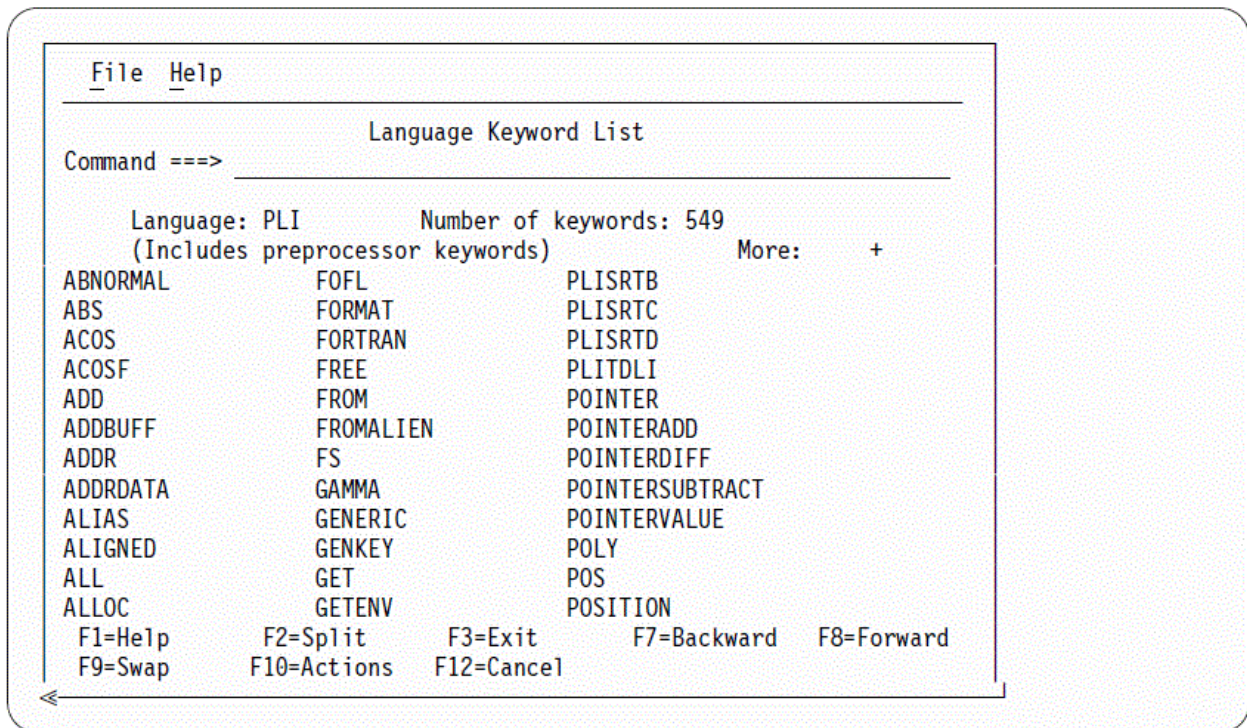 File  Help
Language Keyword List
Command ===>
Language: PLI        Number of keywords: 549
(Includes preprocessor keywords)        More:     +
ABNORMAL        FOFL        PLISRTB
ABS        FORMAT        PLISRTC
ACOS        FORTRAN        PLISRTD
ACOSF        FREE        PLITDLI
ADD        FROM        POINTER
ADDBUFF        FROMALIEN        POINTERADD
ADDR        FS        POINTERDIFF
ADDRDATA        GAMMA        POINTERSUBTRACT
ALIAS        GENERIC        POINTERVALUE
ALIGNED        GENKEY        POLY
ALL        GET        POS
ALLOC        GETENV        POSITION
F1=Help        F2=Split        F3=Exit        F7=Backward        F8=Forward
F9=Swap        F10=Actions        F12=Cancel